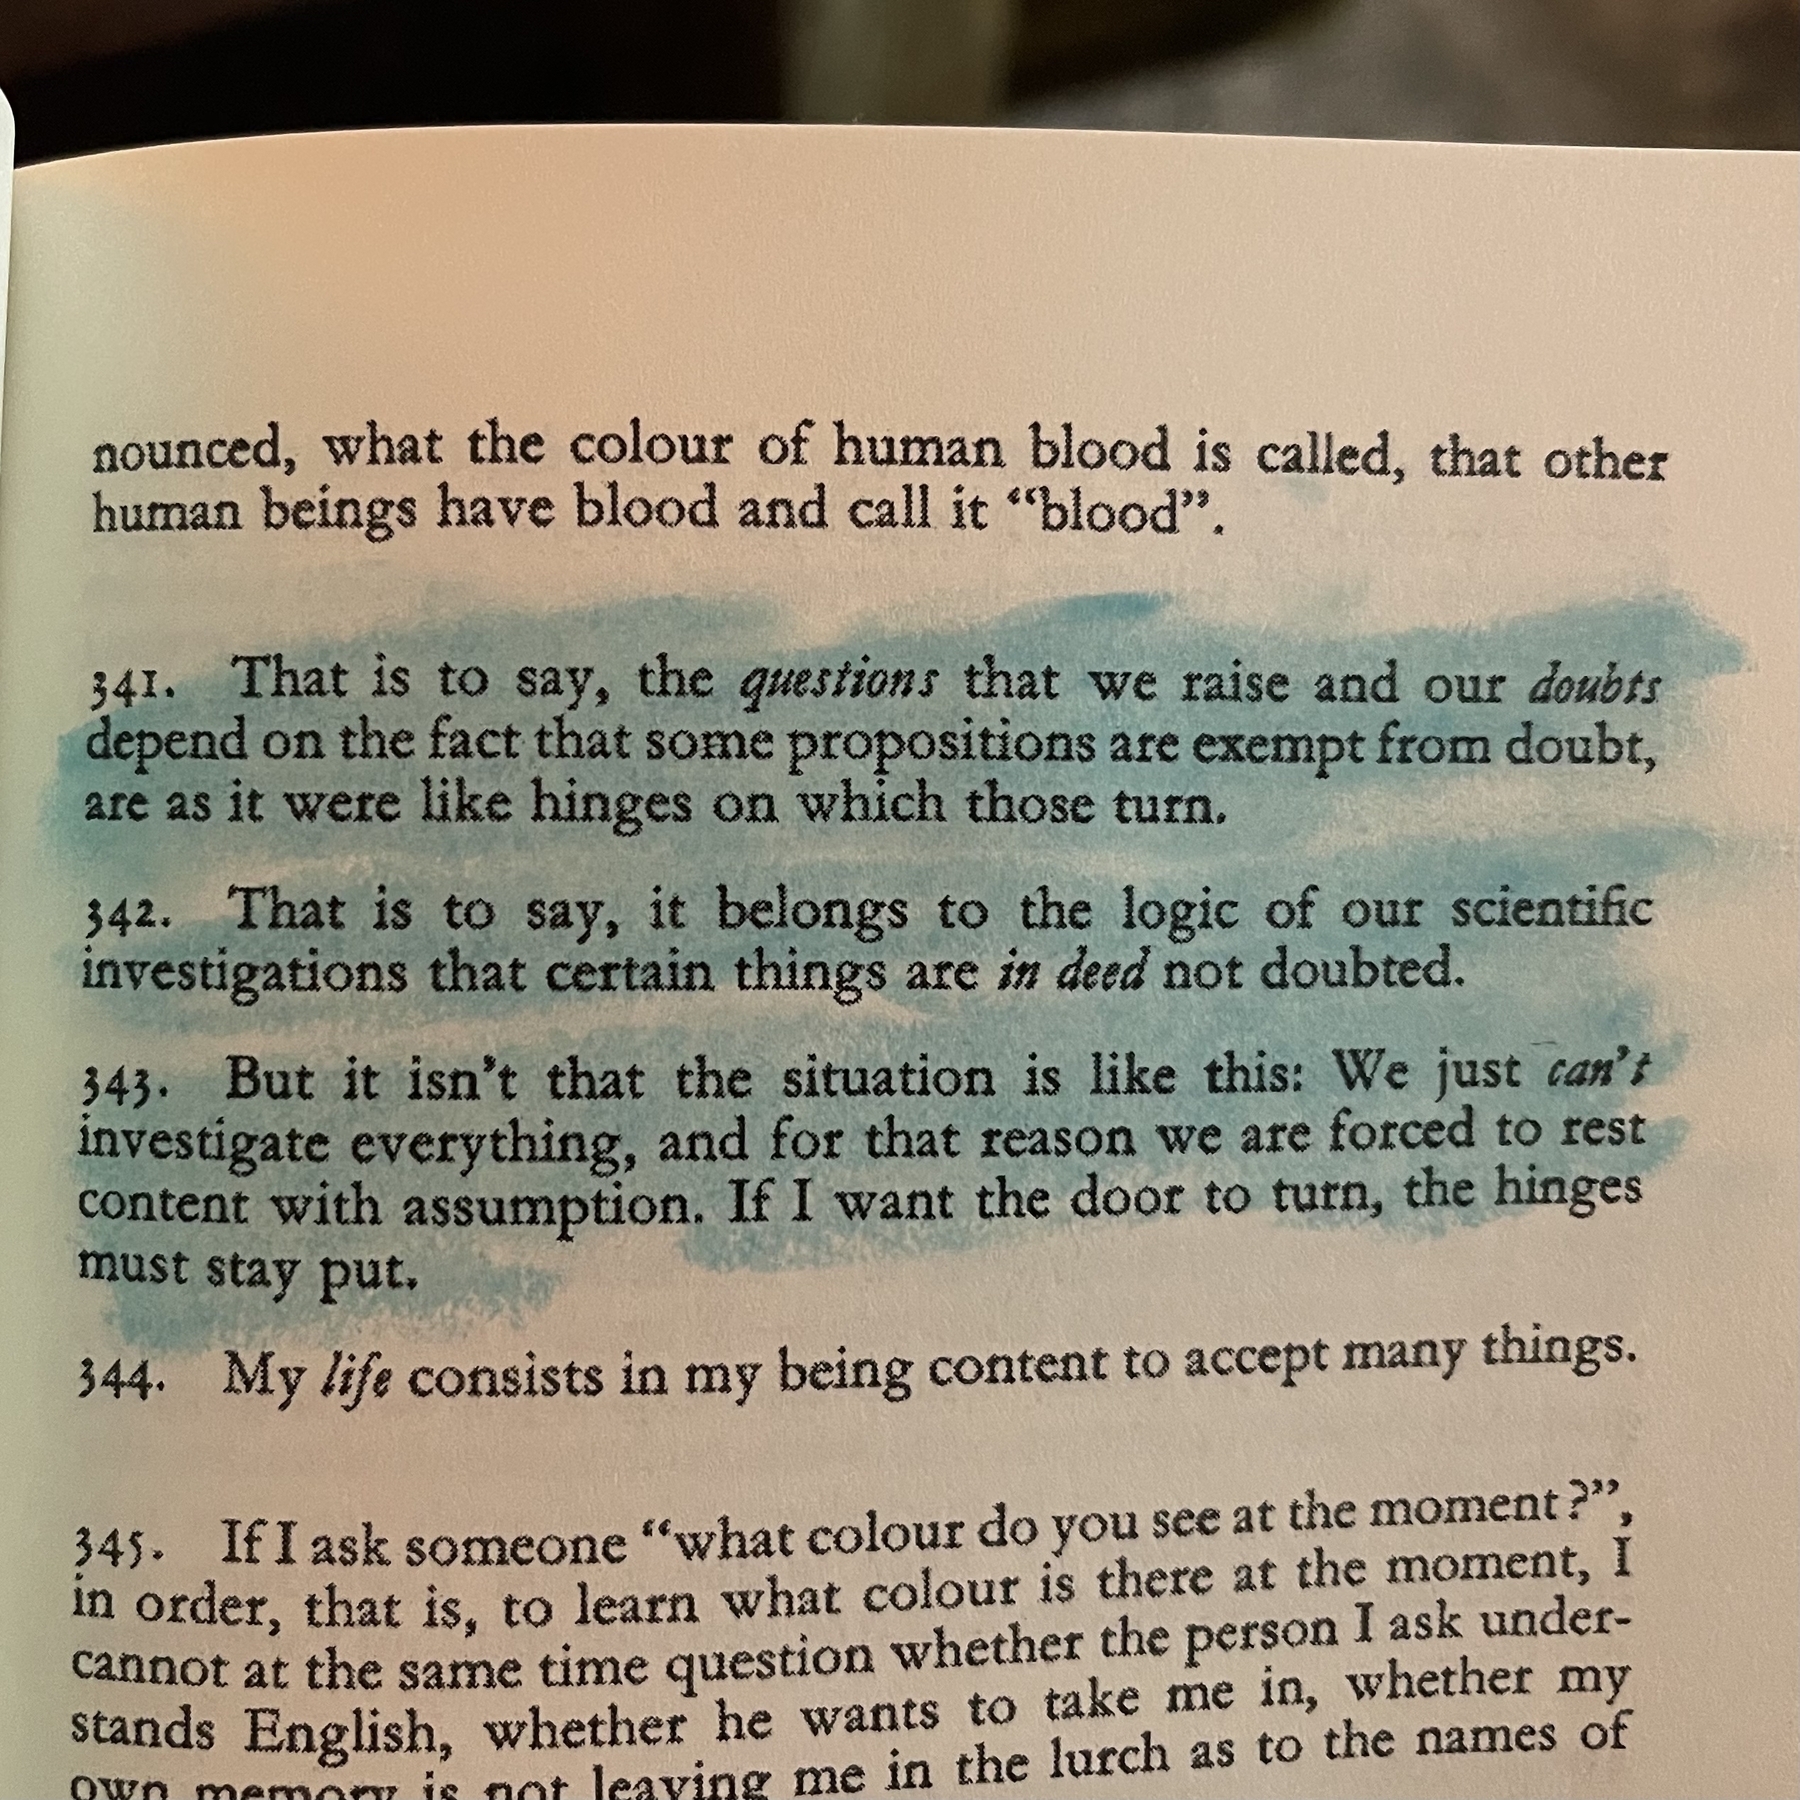 nounced, what the colour of human blood is called, that other
human beings have blood and call it “blood”.
341. That is to say, the questions that we raise and our doubts
depend on the fact that some propositions are exempt from doubt,
are as it were like hinges on which those turn.
342. That is to say, it belongs to the logic of our scientific
investigations that certain things are in deed not doubted.
343. But it isn’t that the situation is like this: We just can’t
investigate everything, and for that reason we are forced to rest
content with assumption. If I want the door to turn, the hinges
must stay put.
344. My life consists in my being content to accept many things.
345. If I ask someone “what colour do you see at the moment?”,
in order, that is, to learn what colour is there at the moment, I
cannot at the same time question whether the person I ask under-
stands English, whether he wants to take me in, whether my
own memory is not leaving me in the lurch as to the names of